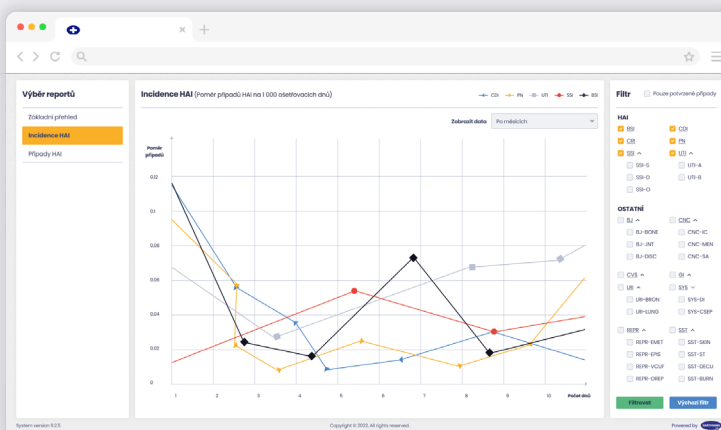 Výběr reportů
Základní přehled
Incidence HAI
Případy HAI
Incidence HAI (Poměr případů HAI na 1 000 ošetřovacích dnů)
CDI PN UTI SSI BSI
Zobrazit data Po měsících
Poměr
případů
0.12
0.1
0.08
0.06
0.04
0.02
0
1 2 3 4 5 6 7 8 9 10 Počet dnů
Filtr Pouze potvrzené případy
HAI
BSI CDI
CRI PN
SSI UTI
SSI-S UTI-A
SSI-D UTI-B
SSI-O
OSTATNÍ
BJ CNC
BJ-BONE CNC-IC
BJ-JNT CNC-MEN
BJ-DISC CNC-SA
CVS GI
LRI SYS
LRI-BRON SYS-DI
LRI-LUNG SYS-CSEP
REPR SST
REPR-EMET SST-SKIN
REPR-EPIS SST-ST
REPR-VCUF SST-DECU
REPR-OREP SST-BURN
Filtrovat Výchozí filtr
System version 6.2.5
Copyright © 2022, All rights reserved.
Powered by